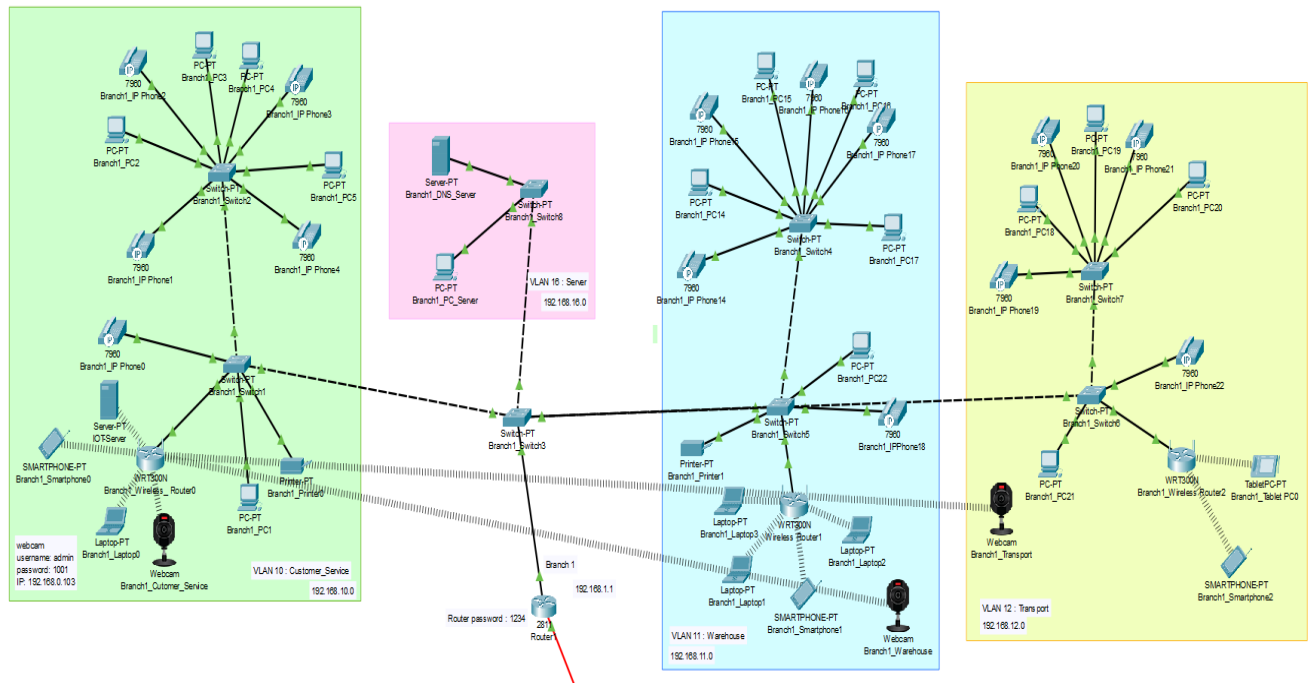 7960
Branch1_IP Phone2
PC-PT
Branch1_PC3
PC-PT
Branch1_PC4
7960
Branch1_IP Phone3
PC-PT
Branch1_PC2
PC-PT
Branch1_PC5
Switch-PT
Branch1_Switch2
7960
Branch1_IP Phone1
7960
Branch1_IP Phone4
7960
Branch1_IP Phone0
Switch-PT
Branch1_Switch1
Server-PT
IOT-Server
SMARTPHONE-PT
Branch1_Smartphone0
WRT300N
Branch1_Wireless_Router0
Printer-PT
Branch1_Printer0
Laptop-PT
Branch1_Laptop0
PC-PT
Branch1_PC1
Webcam
Branch1_Cutomer_Service
webcam
username: admin
password: 1001
IP: 192.168.0.103
VLAN 10 : Customer_Service
192.168.10.0
Server-PT
Branch1_DNS_Server
Switch-PT
Branch1_Switch8
PC-PT
Branch1_PC_Server
VLAN 16 : Server
192.168.16.0
Switch-PT
Branch1_Switch3
Branch 1
192.168.1.1
Router password : 1234
2811
Router1
PC-PT
Branch1_PC15
7960
PC-PT
Branch1_PC16
7960
7960
Branch1_IP Phone17
PC-PT
Branch1_PC14
Switch-PT
Branch1_Switch4
PC-PT
Branch1_PC17
7960
Branch1_IP Phone14
PC-PT
Branch1_PC22
Switch-PT
Branch1_Switch5
7960
Branch1_IPPhone18
Printer-PT
Branch1_Printer1
WRT300N
Wireless Router1
Laptop-PT
Branch1_Laptop3
Laptop-PT
Branch1_Laptop2
Laptop-PT
Branch1_Laptop1
SMARTPHONE-PT
Branch1_Smartphone1
Webcam
Branch1_Warehouse
VLAN 11 : Warehouse
192.168.11.0
7960
Branch1_IP Phone20
PC-PT
Branch1_PC19
7960
Branch1_IP Phone21
PC-PT
Branch1_PC18
PC-PT
Branch1_PC20
Switch-PT
Branch1_Switch7
7960
Branch1_IP Phone19
7960
Branch1_IP Phone22
Switch-PT
Branch1_Switch6
PC-PT
Branch1_PC21
WRT300N
Branch1_Wireless Router2
TabletPC-PT
Branch1_Tablet PC0
Webcam
Branch1_Transport
SMARTPHONE-PT
Branch1_Smartphone2
VLAN 12 : Transport
192.168.12.0